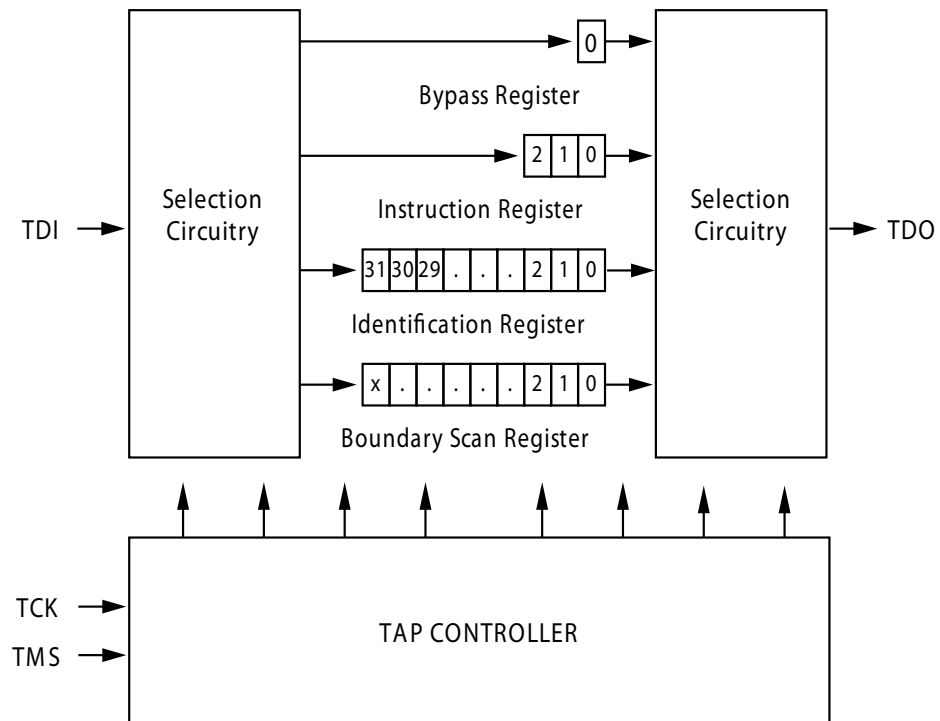 0
Bypass Register
2 1 0
Selection
Circuitry
Instruction Register
Selection
Circuitry
TDI
TDO
31 30 29 . . . 2 1 0
Identification Register
x . . . . . 2 1 0
Boundary Scan Register
TCK
TMS
TAP CONTROLLER